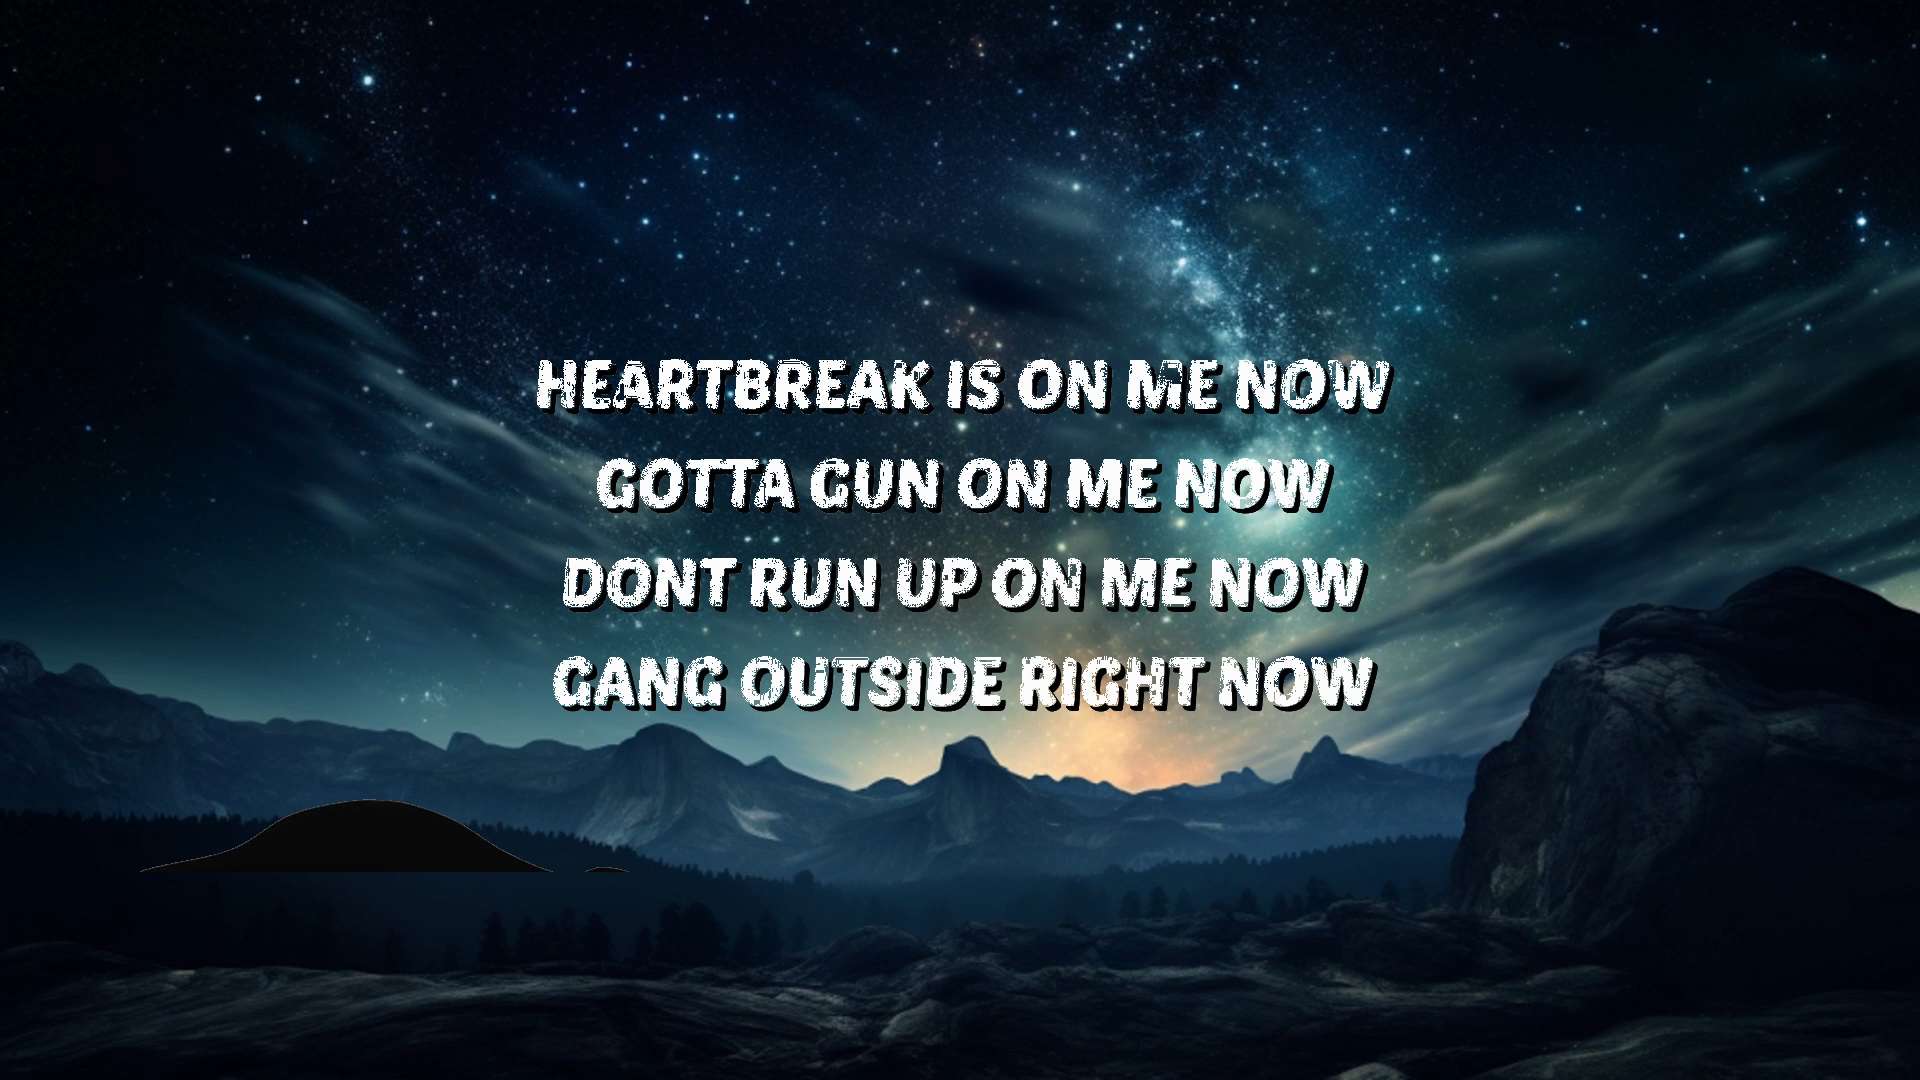 HEARTBREAK IS ON ME NOW
GOTTA GUN ON ME NOW
DONT RUN UP ON ME NOW
GANG OUTSIDE RIGHT NOW